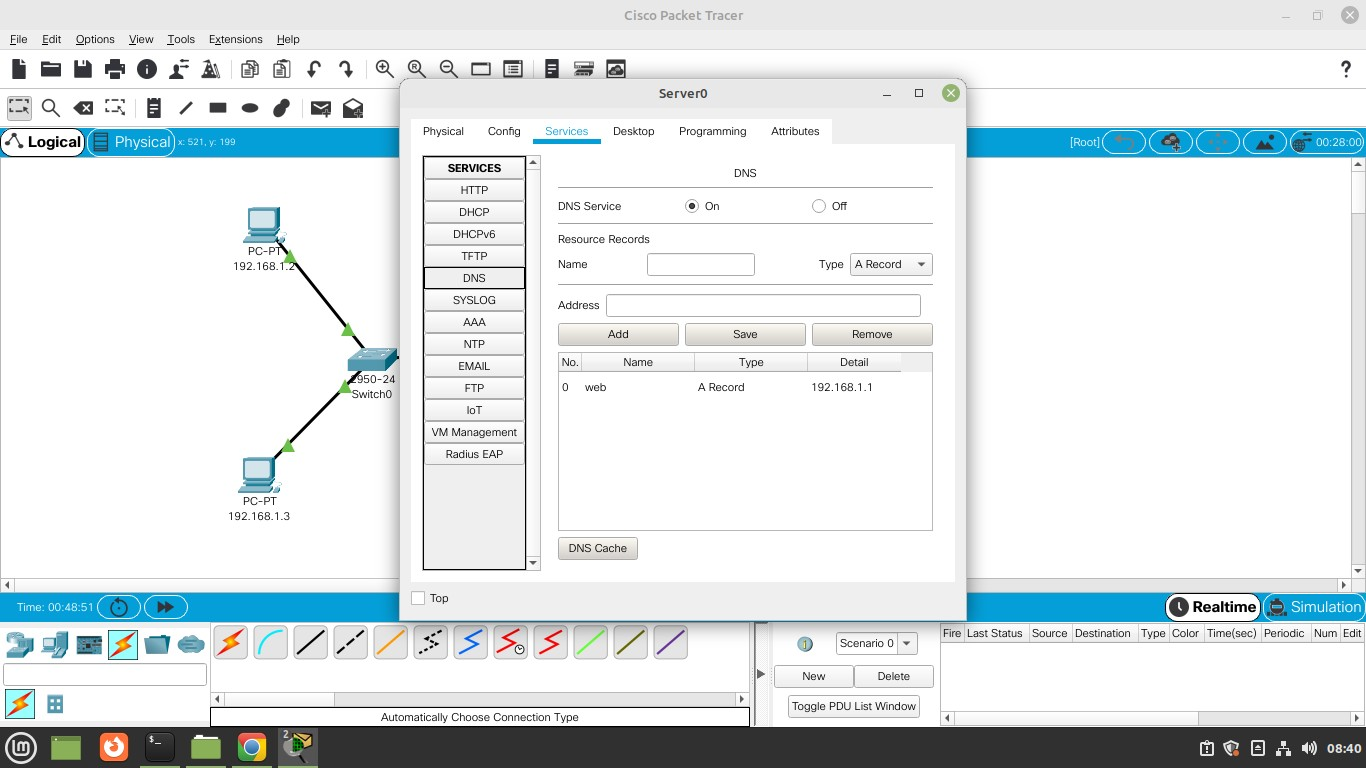 Cisco Packet Tracer
File Edit Options View Tools Extensions Help
Server0
Physical Config Services Desktop Programming Attributes
Logical Physical x: 521, y: 199 [Root] 00:28:00
SERVICES
HTTP
DHCP
DHCPv6
TFTP
DNS
SYSLOG
AAA
NTP
EMAIL
FTP
IoT
VM Management
Radius EAP
DNS
DNS Service On Off
Resource Records
Name Type A Record
Address
Add Save Remove
No. Name Type Detail
0 web A Record 192.168.1.1
DNS Cache
Top
PC-PT
192.168.1.2
2950-24
Switch0
PC-PT
192.168.1.3
Time: 00:48:51 Realtime Simulation
Scenario 0
New Delete
Toggle PDU List Window
Fire Last Status Source Destination Type Color Time(sec) Periodic Num Edit
Automatically Choose Connection Type
2
08:40